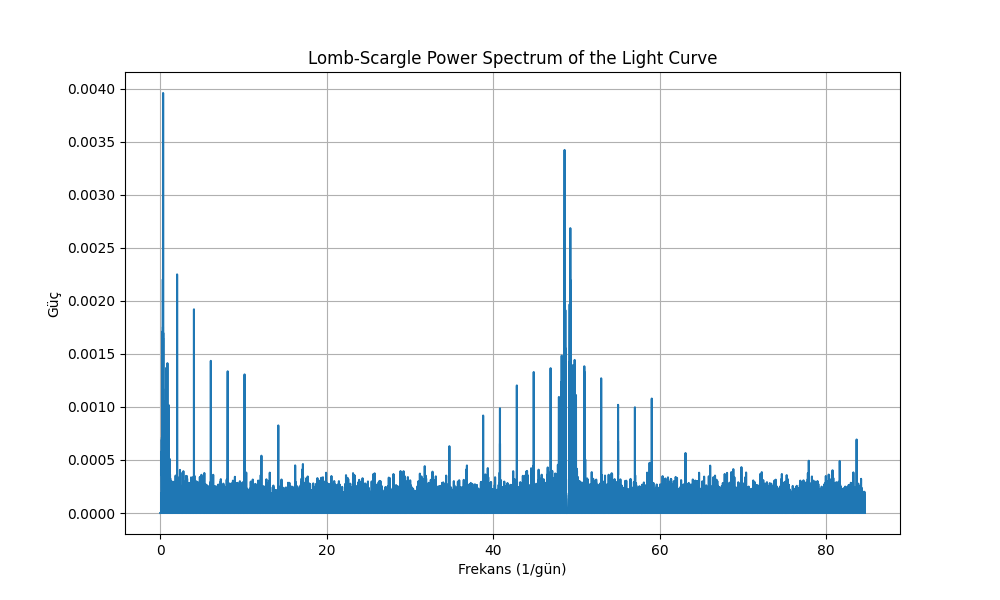 Lomb-Scargle Power Spectrum of the Light Curve
Güç
0.0040
0.0035
0.0030
0.0025
0.0020
0.0015
0.0010
0.0005
0.0000
0 20 40 60 80
Frekans (1/gün)